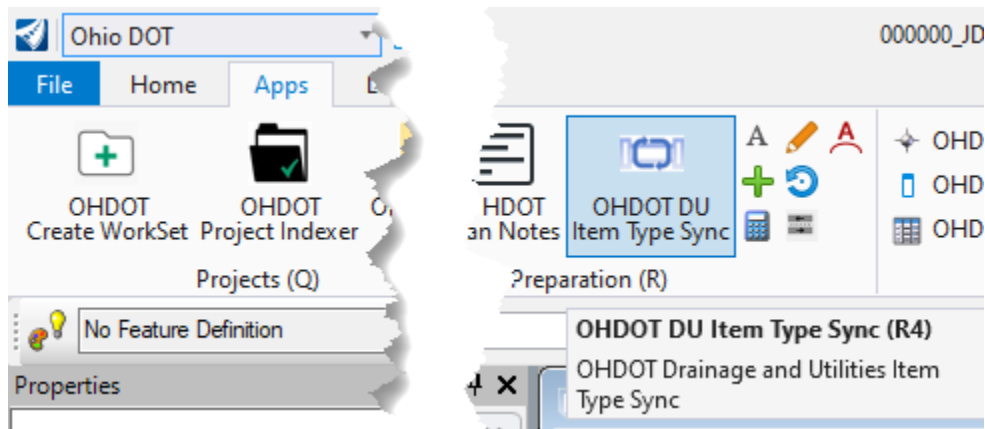 Ohio DOT
000000_JD
File Home Apps
OHDOT
Create WorkSet
OHDOT
Project Indexer
HDOT
an Notes
OHDOT DU
Item Type Sync
A
A
OHD
OHD
OHD
Projects (Q)
Preparation (R)
No Feature Definition
OHDOT DU Item Type Sync (R4)
OHDOT Drainage and Utilities Item
Type Sync
Properties